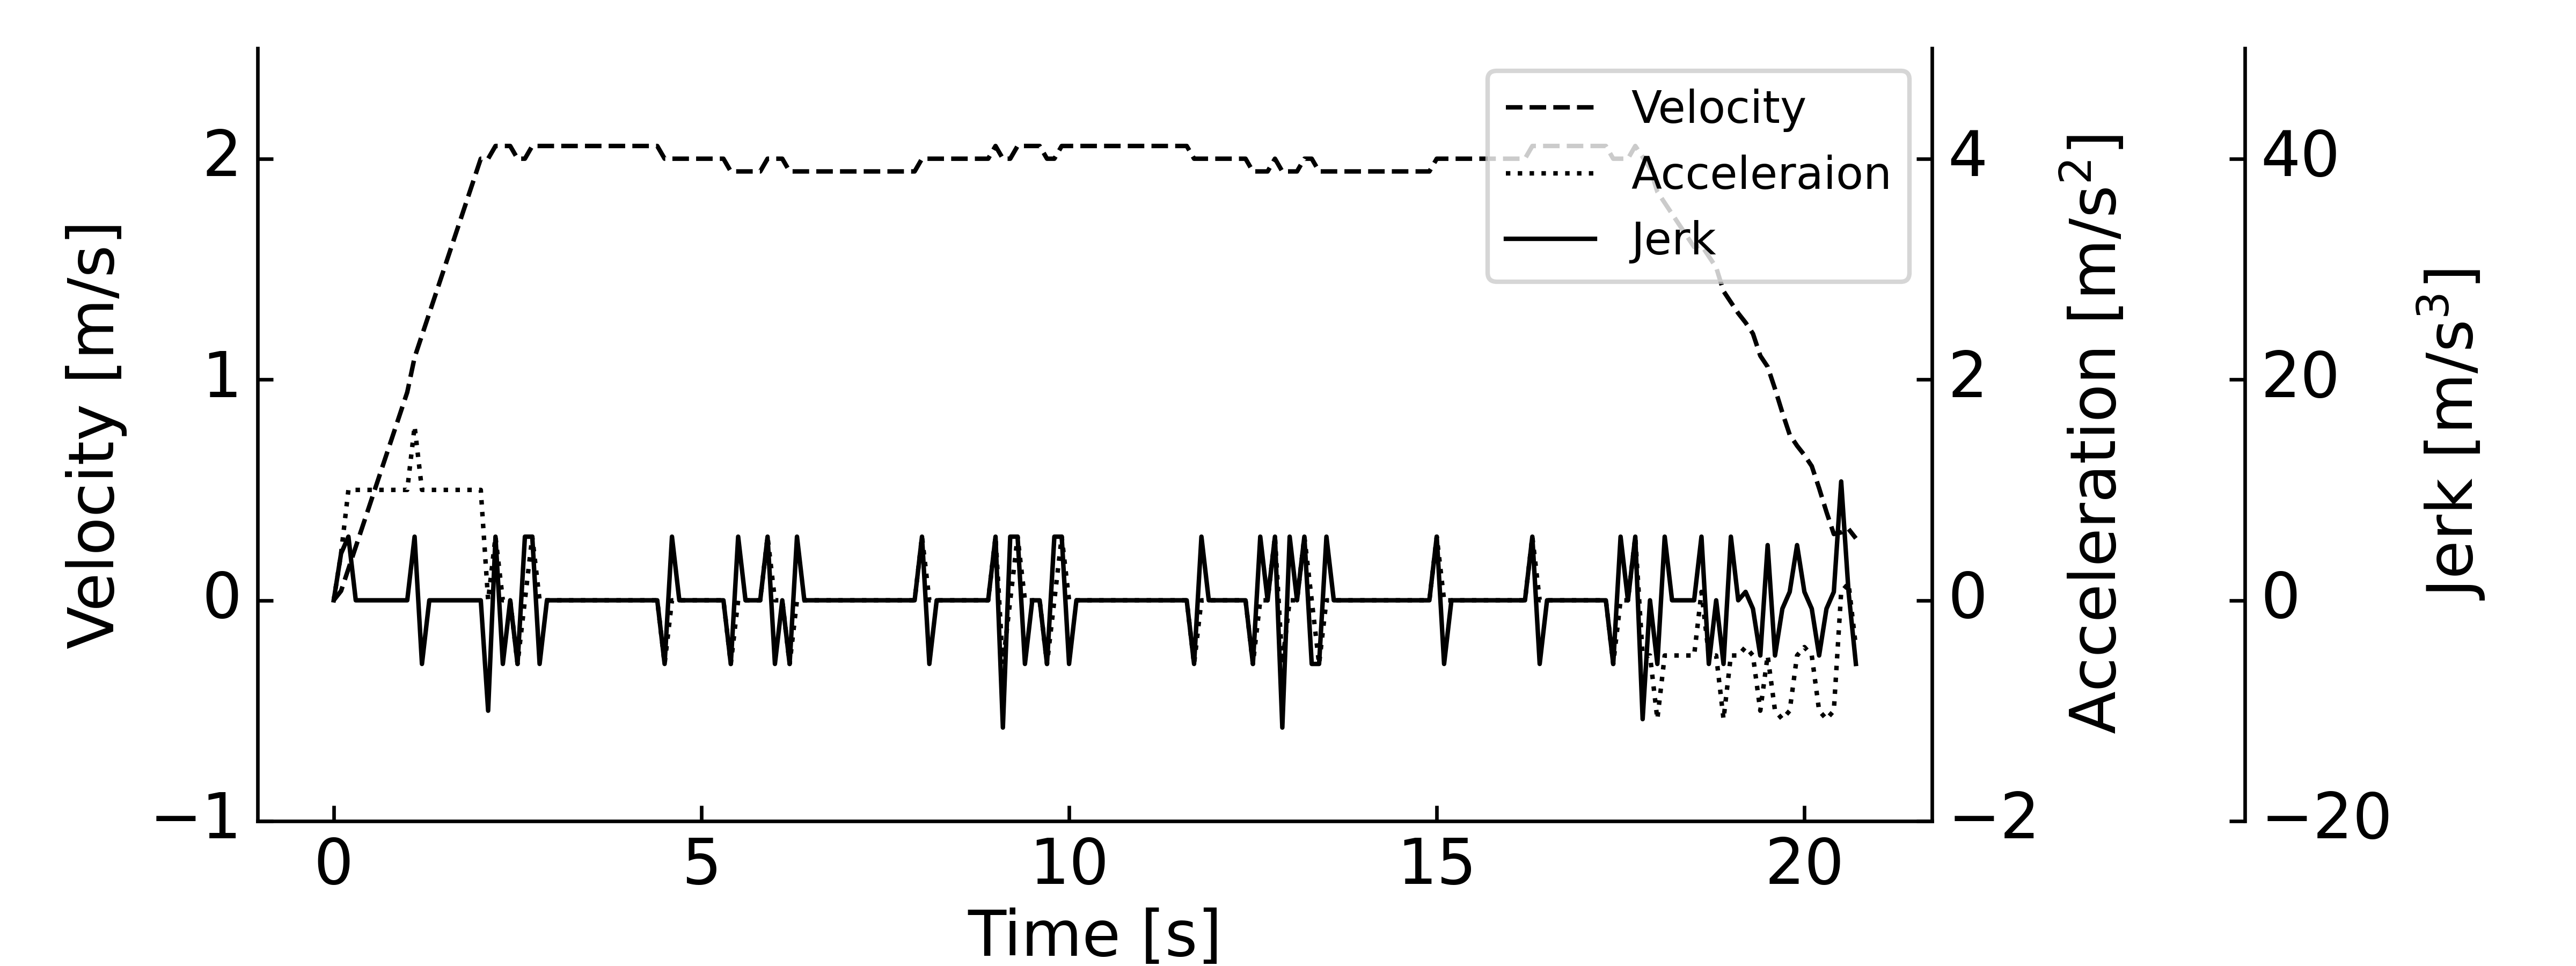 Velocity [m/s]
2
1
0
−1
0 5 10 15 20
Time [s]
Velocity
Acceleraion
Jerk
4
2
0
−2
Acceleration [m/s²]
40
20
0
−20
Jerk [m/s³]